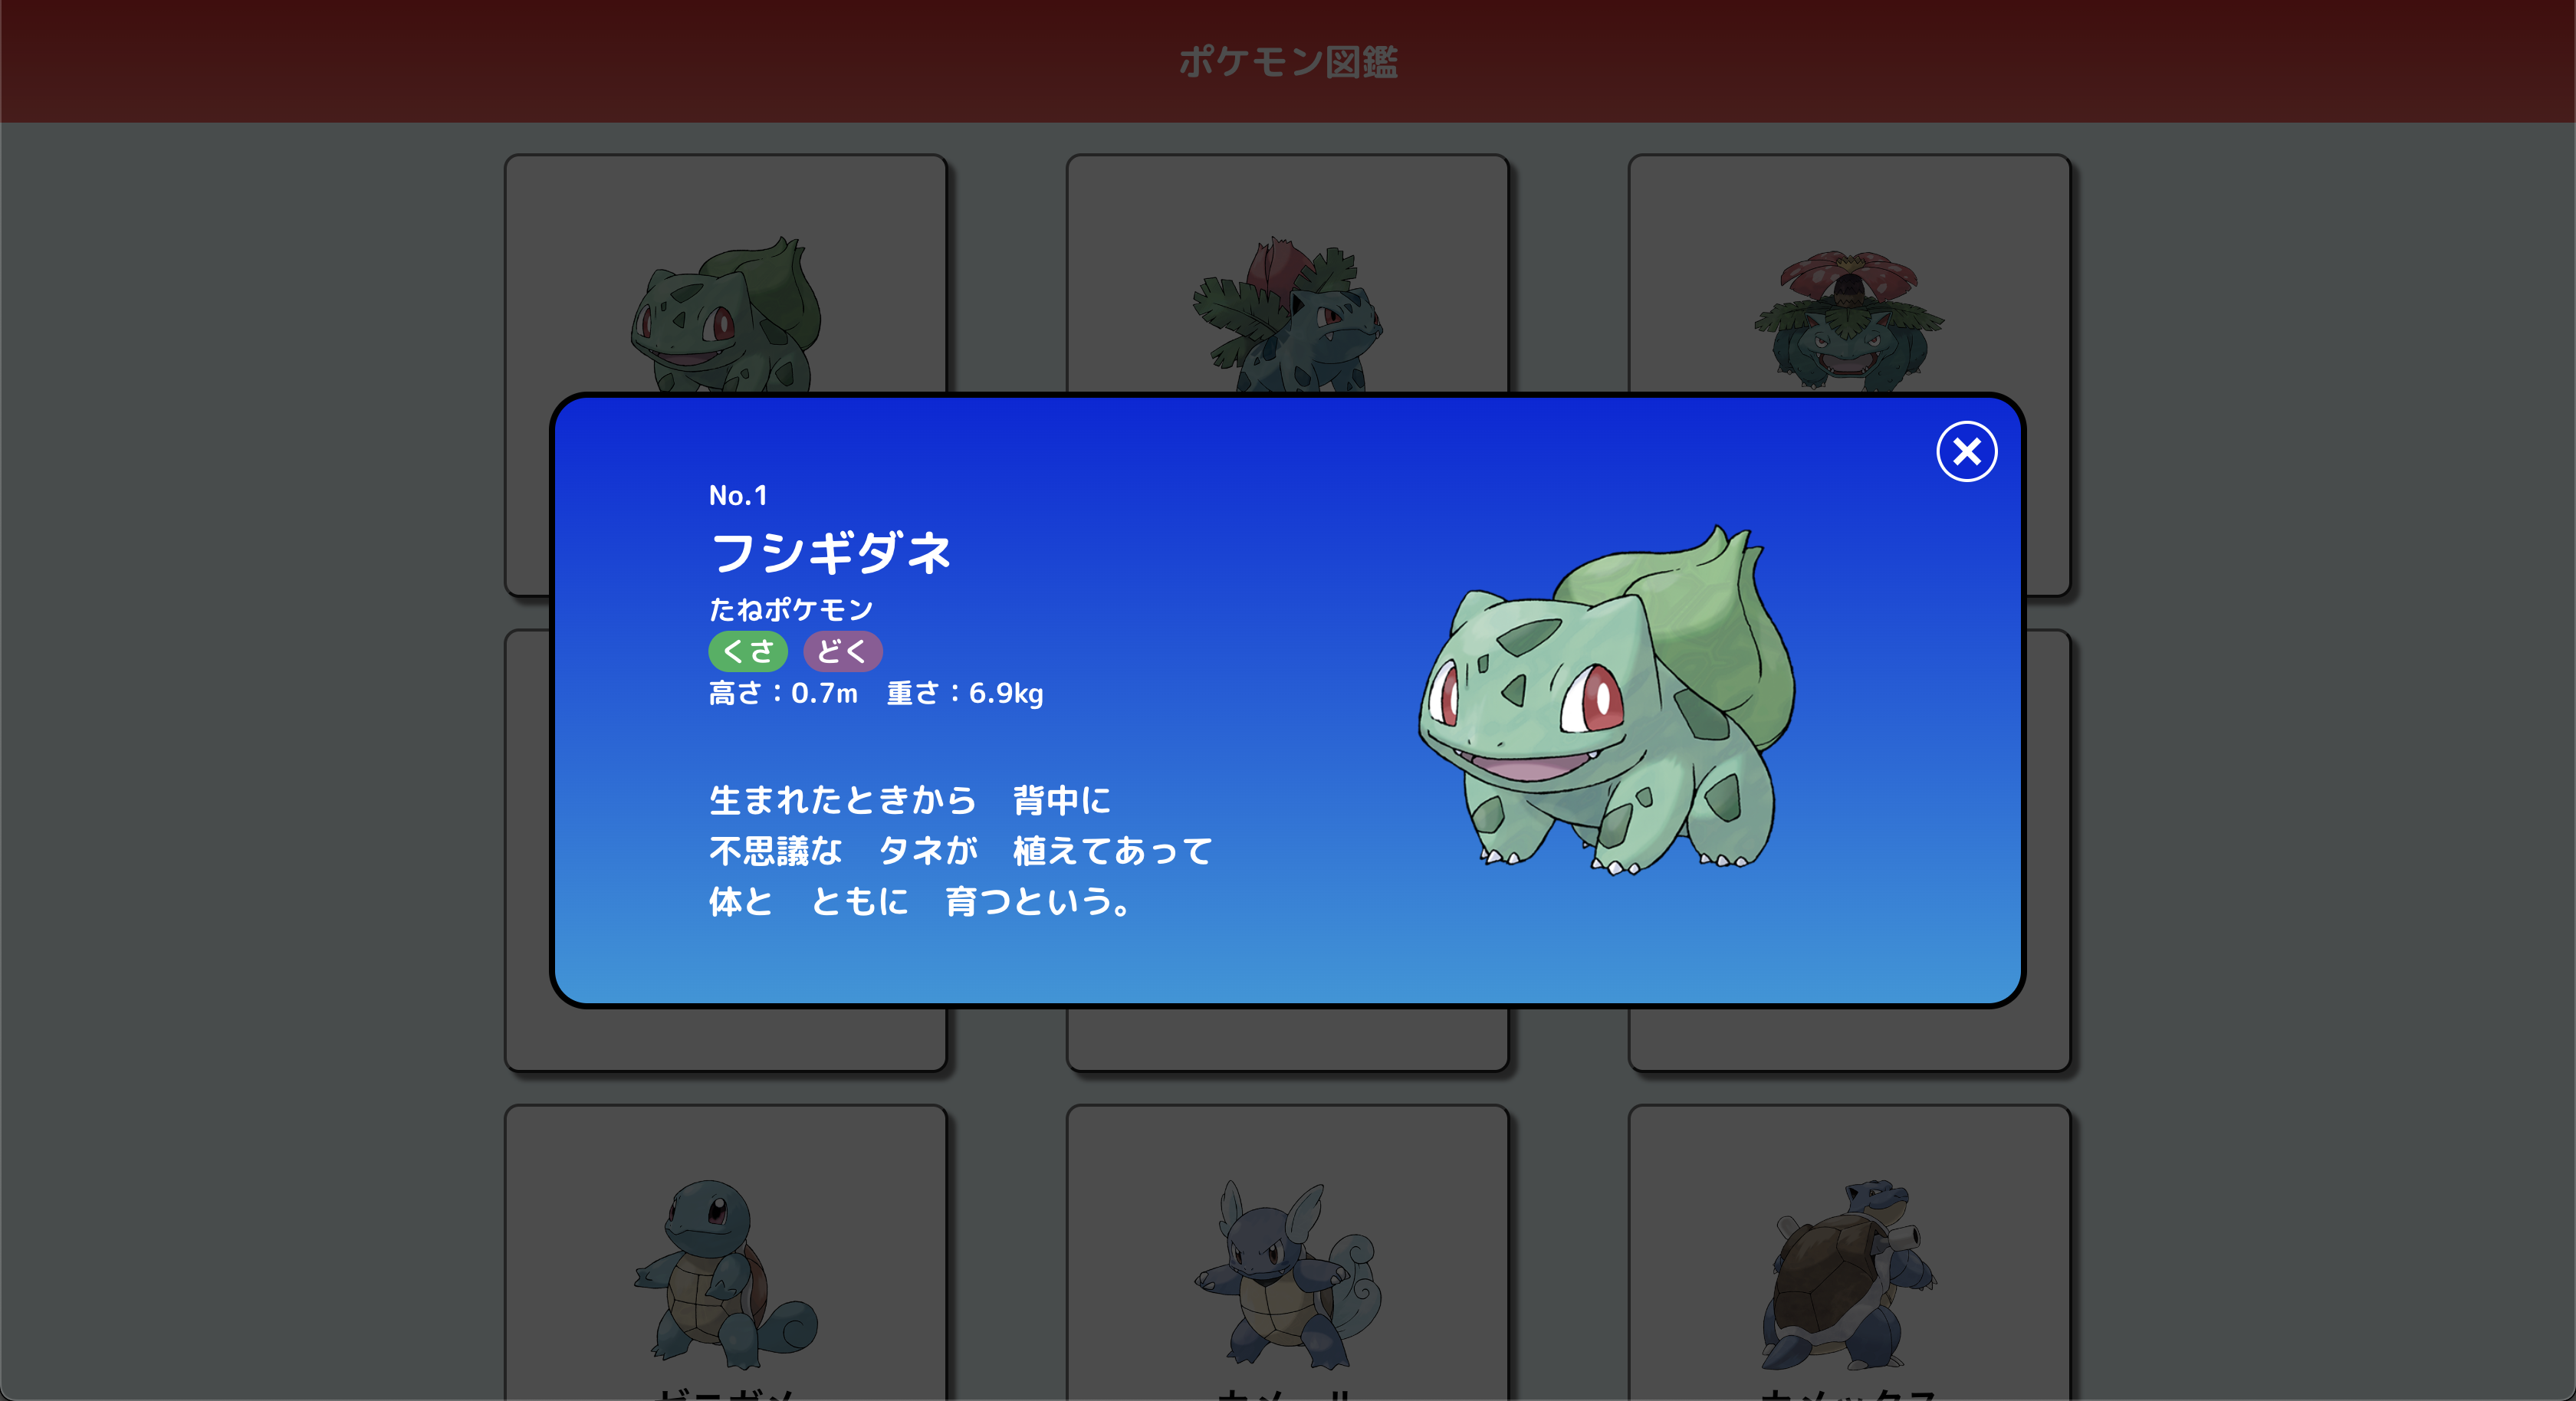 ポケモン図鑑
No.1
フシギダネ
たねポケモン
くさ どく
高さ：0.7m　重さ：6.9kg
生まれたときから　背中に
不思議な　タネが　植えてあって
体と　ともに　育つという。